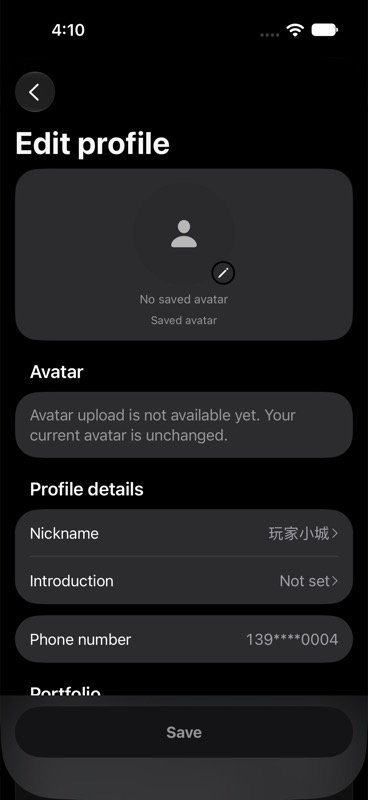 4:10
Edit profile
No saved avatar
Saved avatar
Avatar
Avatar upload is not available yet. Your
current avatar is unchanged.
Profile details
Nickname 玩家小城
Introduction Not set
Phone number 139****0004
Portfolio
Save